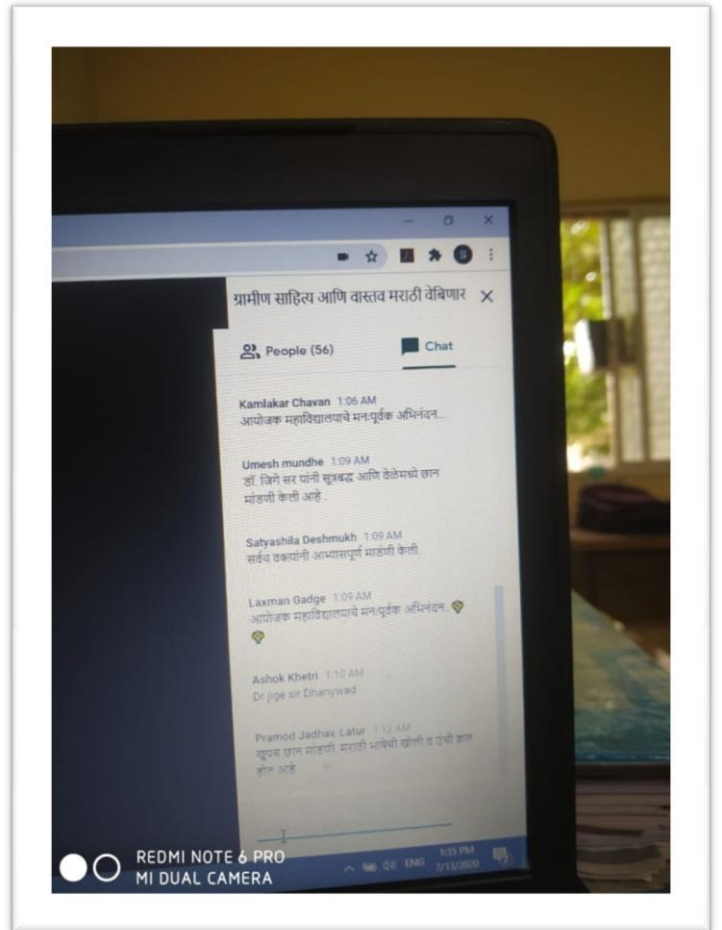 ग्रामीण साहित्य आणि वास्तव मराठी वेबिणार
People (56)
Chat
Kamlakar Chavan 1:06 AM
आयोजक महाविद्यालयाचे मनःपूर्वक अभिनंदन...
Umesh mundhe 1:09 AM
डॉ. जिगे सर यांनी सूत्रबद्ध आणि वेळेमध्ये छान
मांडणी केली आहे .
Satyashila Deshmukh 1:09 AM
सर्वच वक्त्यांनी आभ्यासपूर्ण माडंणी केली.
Laxman Gadge 1:09 AM
आयोजक महाविद्यालयाचे मनःपूर्वक अभिनंदन..💐
💐
Ashok Khetri 1:10 AM
Dr jige sir Dhanywad
Pramod Jadhav, Latur 1:12 AM
खूपच छान मांडणी, मराठी भाषेची खोली व उंची ज्ञात
होत आहे
ENG
1:35 PM
7/13/2020
REDMI NOTE 6 PRO
MI DUAL CAMERA